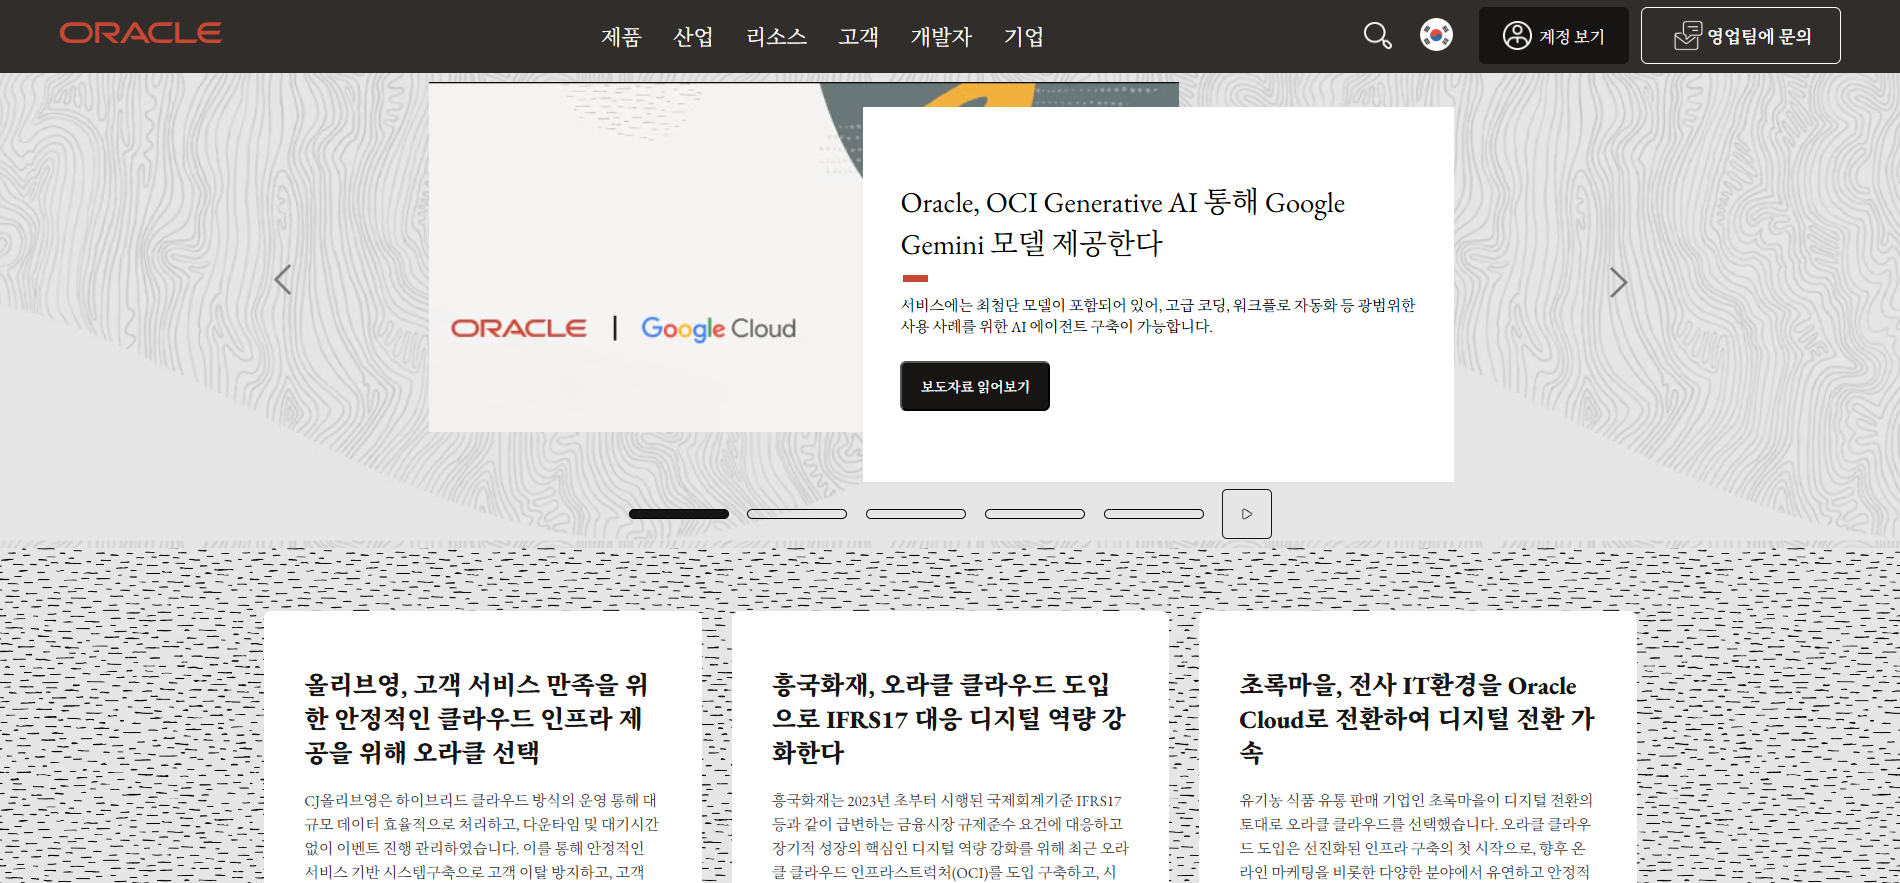 ORACLE
제품 산업 리소스 고객 개발자 기업
계정 보기
영업팀에 문의
Oracle, OCI Generative AI 통해 Google
Gemini 모델 제공한다
서비스에는 최첨단 모델이 포함되어 있어, 고급 코딩, 워크플로 자동화 등 광범위한
사용 사례를 위한 AI 에이전트 구축이 가능합니다.
ORACLE | Google Cloud
보도자료 읽어보기
올리브영, 고객 서비스 만족을 위
한 안정적인 클라우드 인프라 제
공을 위해 오라클 선택
CJ올리브영은 하이브리드 클라우드 방식의 운영 통해 대
규모 데이터 효율적으로 처리하고, 다운타임 및 대기시간
없이 이벤트 진행 관리하였습니다. 이를 통해 안정적인
서비스 기반 시스템구축으로 고객 이탈 방지하고, 고객
흥국화재, 오라클 클라우드 도입
으로 IFRS17 대응 디지털 역량 강
화한다
흥국화재는 2023년 초부터 시행된 국제회계기준 IFRS17
등과 같이 급변하는 금융시장 규제준수 요건에 대응하고
장기적 성장의 핵심인 디지털 역량 강화를 위해 최근 오라
클 클라우드 인프라스트럭처(OCI)를 도입 구축하고, 시
초록마을, 전사 IT환경을 Oracle
Cloud로 전환하여 디지털 전환 가
속
유기농 식품 유통 판매 기업인 초록마을이 디지털 전환의
토대로 오라클 클라우드를 선택했습니다. 오라클 클라우
드 도입은 선진화된 인프라 구축의 첫 시작으로, 향후 온
라인 마케팅을 비롯한 다양한 분야에서 유연하고 안정적